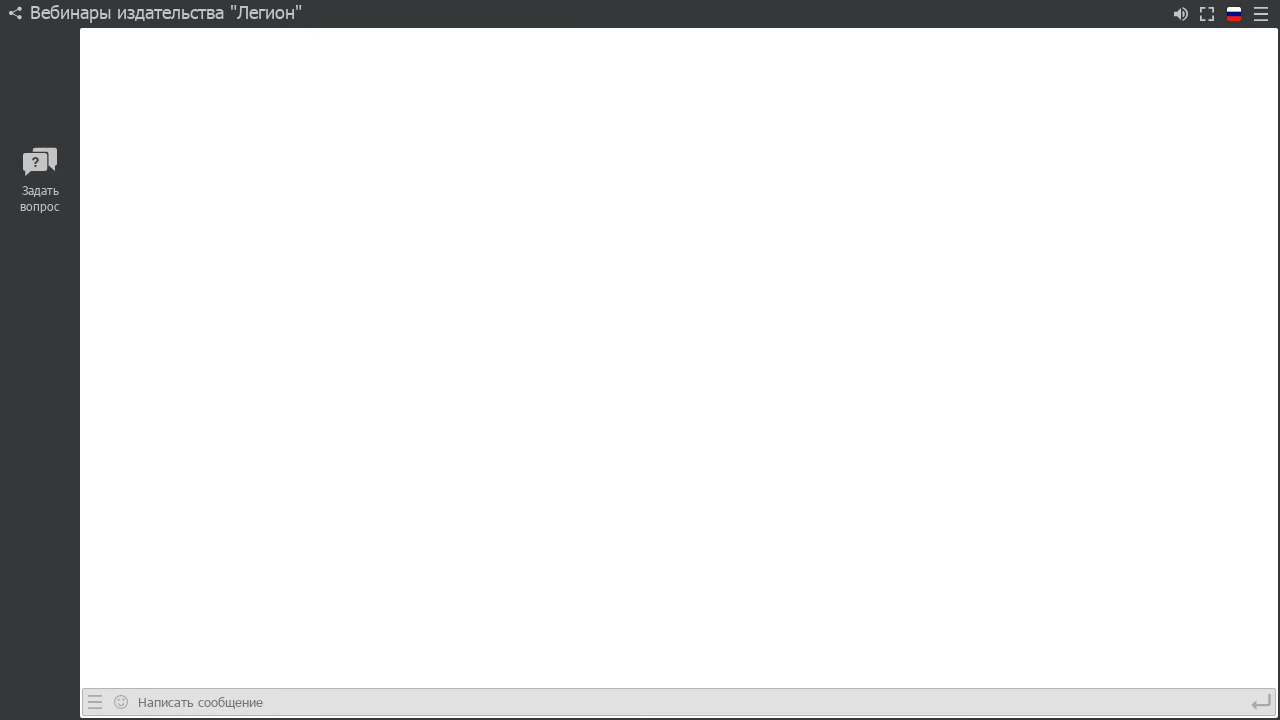 Вебинары издательства "Легион"
?
Задать
вопрос
Написать сообщение